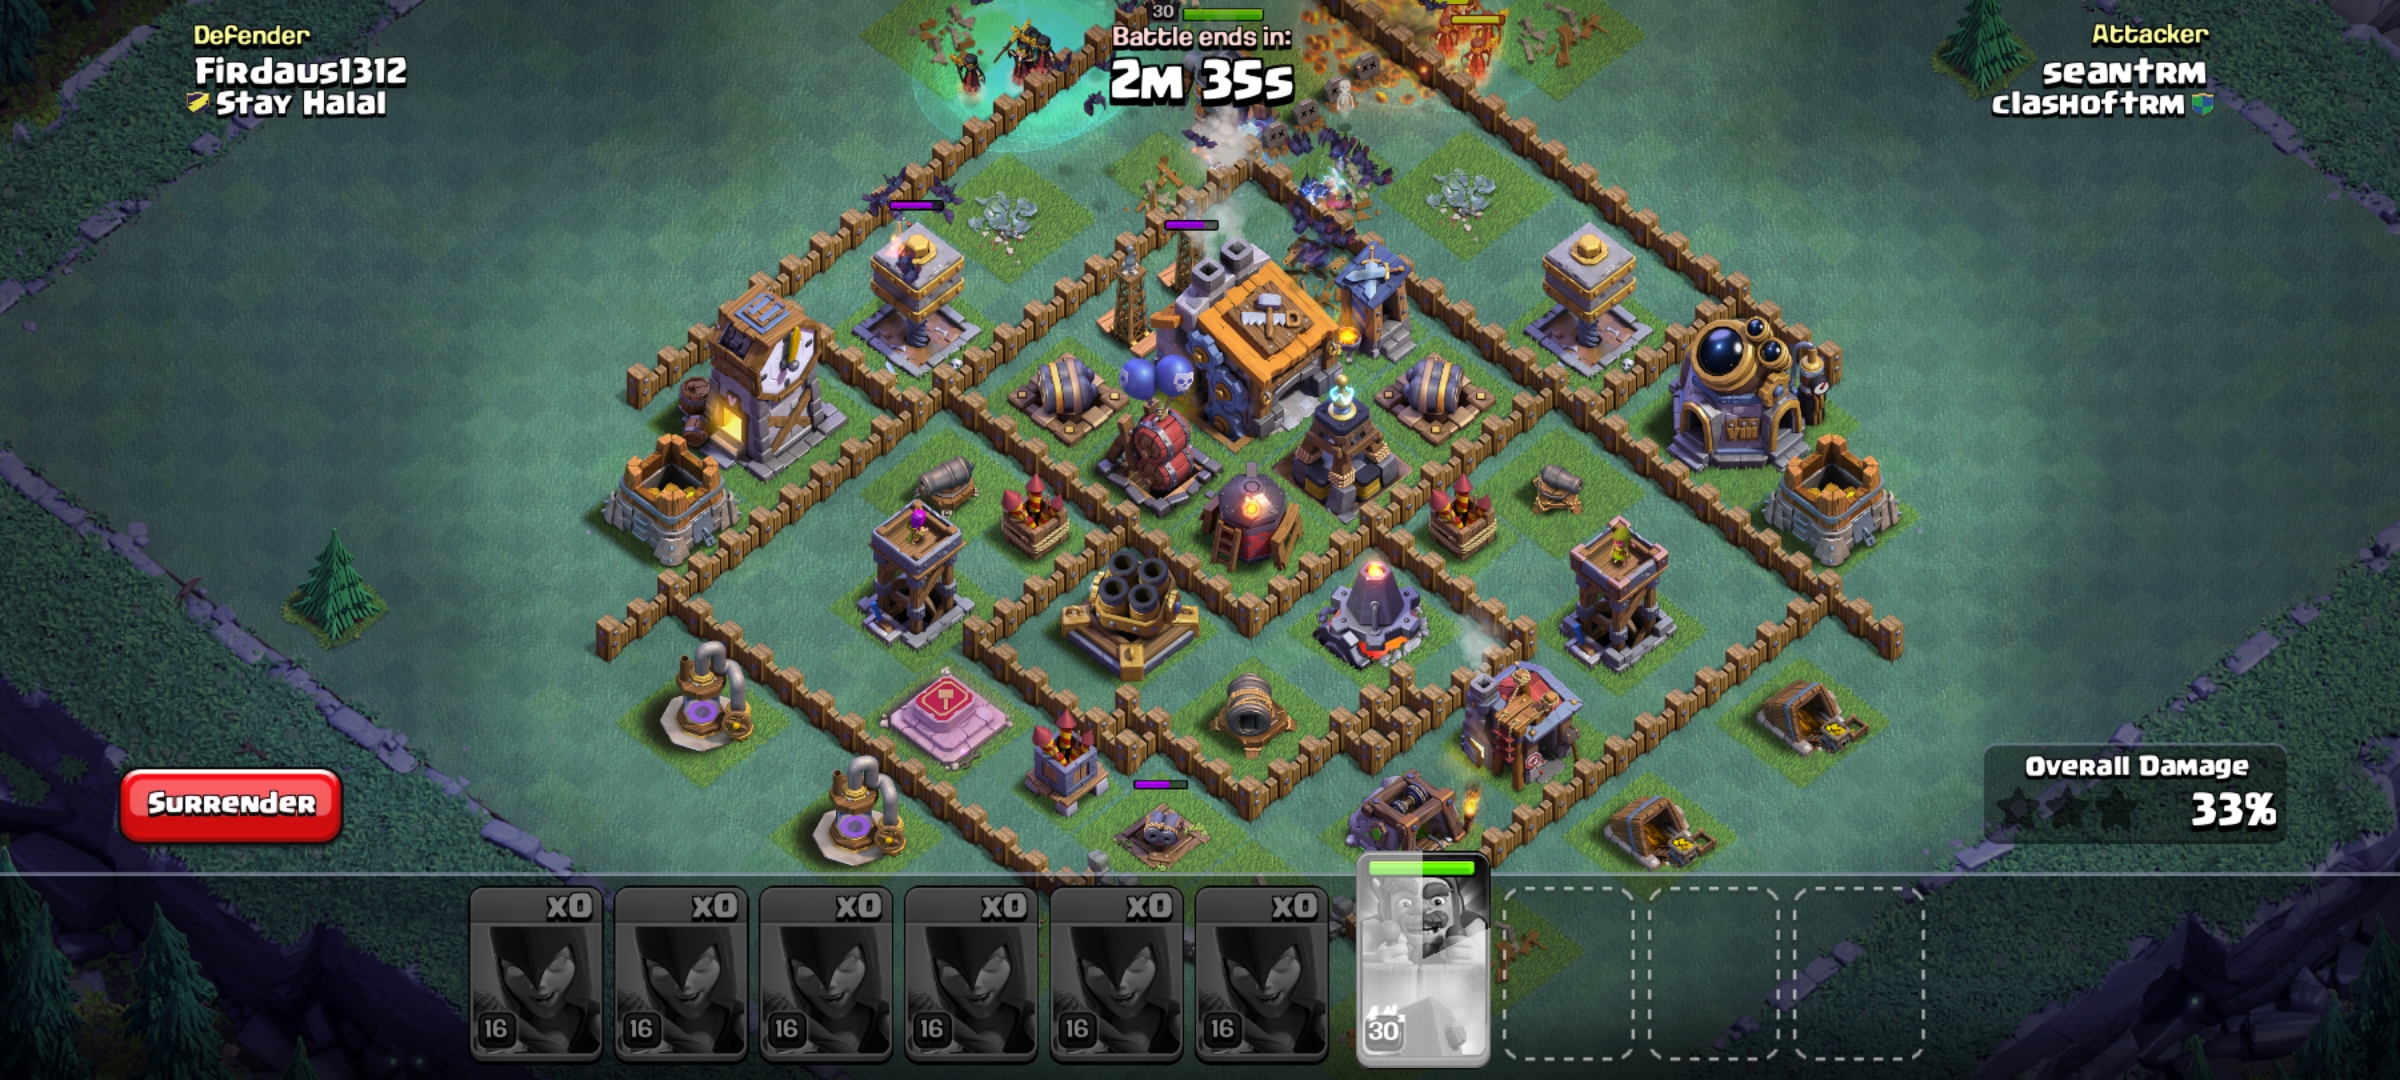 30
Battle ends in:
2M 35s
Defender
Firdaus1312
Stay Halal
Attacker
seantRM
clashoftRM
Surrender
Overall Damage
33%
x0
x0
x0
x0
x0
x0
16
16
16
16
16
16
30